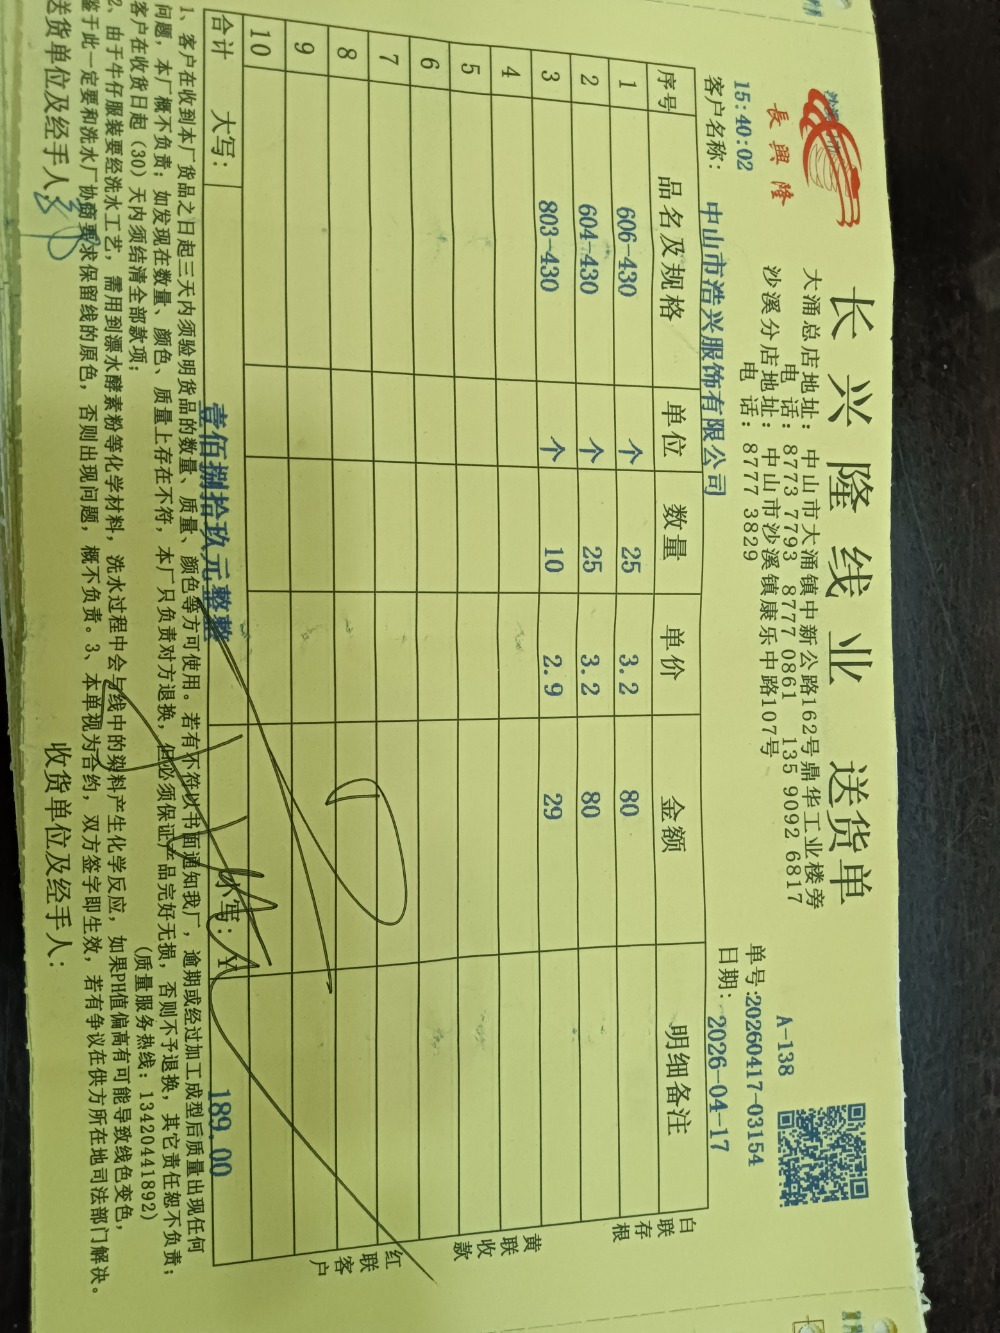 長興隆
长兴隆线业 送货单
大涌总店地址：中山市大涌镇中新公路162号鼎华工业楼旁
电话：8773 7793 8777 0861 135 9092 6817
沙溪分店地址：中山市沙溪镇康乐中路107号
电话：8777 3829
A-138
15:40:02
单号:20260417-03154
客户名称：中山市浩兴服饰有限公司
日期：2026-04-17
序号 品名及规格 单位 数量 单价 金额 明细备注
1 606-430 个 25 3.2 80
2 604-430 个 25 3.2 80
3 803-430 个 10 2.9 29
4
5
6
7
8
9
10
合计 大写：壹佰捌拾玖元整整 小写：¥ 189.00
白联存根
黄联收款
红联客户
1、客户在收到本厂货品之日起三天内须验明货品的数量、质量、颜色等方可使用。若有不符以书面通知我厂，逾期或经过加工成型后质量出现任何
问题，本厂概不负责；如发现在数量、颜色、质量上存在不符，本厂只负责对方退换，但必须保证产品完好无损，否则不予退换，其它责任恕不负责；
客户在收货日起（30）天内须结清全部款项；
（质量服务热线：13420441892）
2、由于牛仔服装要经洗水工艺，需用到漂水酵素粉等化学材料，洗水过程中会与线中的染料产生化学反应，如果PH值偏高有可能导致线色变色，
鉴于此一定要和洗水厂协商要求保留线的原色，否则出现问题，概不负责。3、本单视为合约，双方签字即生效，若有争议在供方所在地司法部门解决。
送货单位及经手人：
收货单位及经手人：